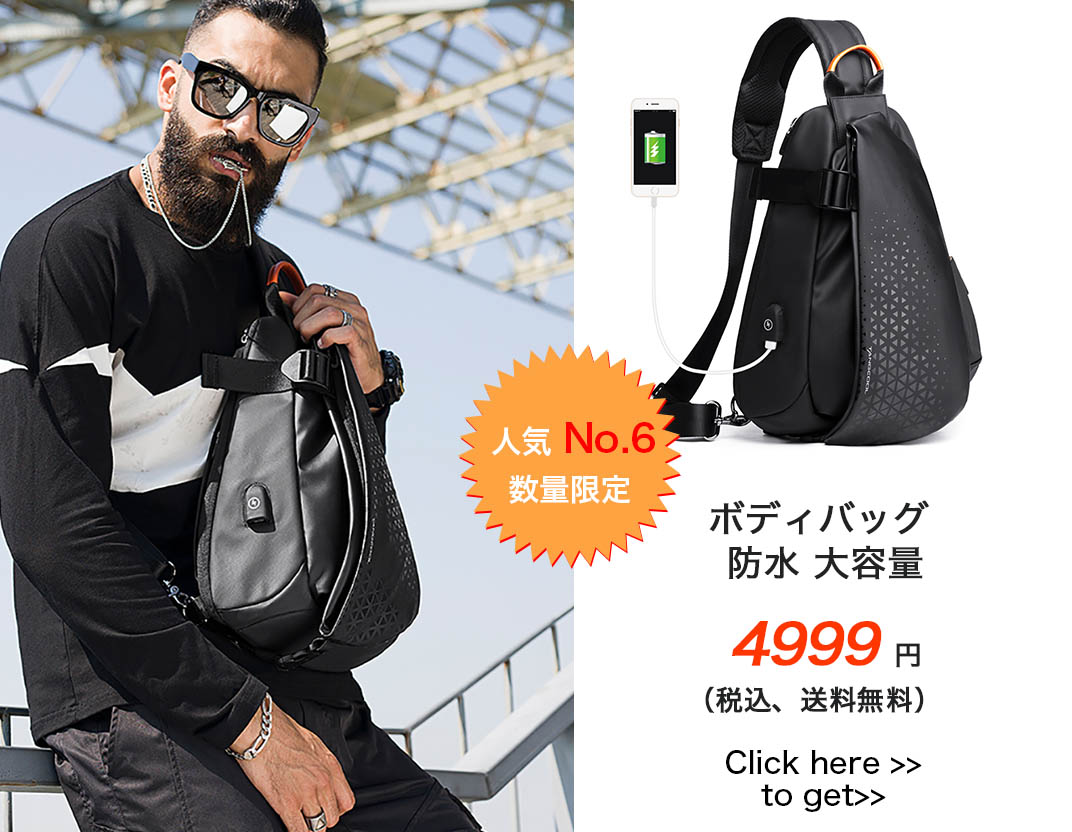 人気 No.6
数量限定
ボディバッグ
防水 大容量
4999 円
（税込、送料無料）
Click here >>
to get>>